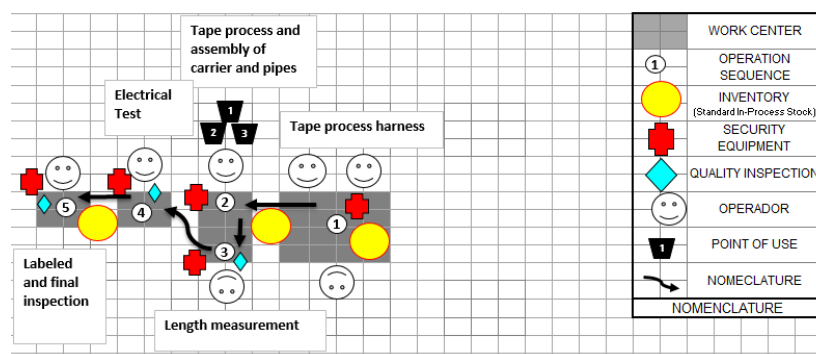 Tape process and
assembly of
carrier and pipes
Electrical
Test
1
2
3
Tape process harness
2
1
5
4
3
Labeled
and final
inspection
Length measurement
WORK CENTER
1
OPERATION
SEQUENCE
INVENTORY
(Standard In-Process Stock)
SECURITY
EQUIPMENT
QUALITY INSPECTION
OPERADOR
1
POINT OF USE
NOMECLATURE
NOMENCLATURE